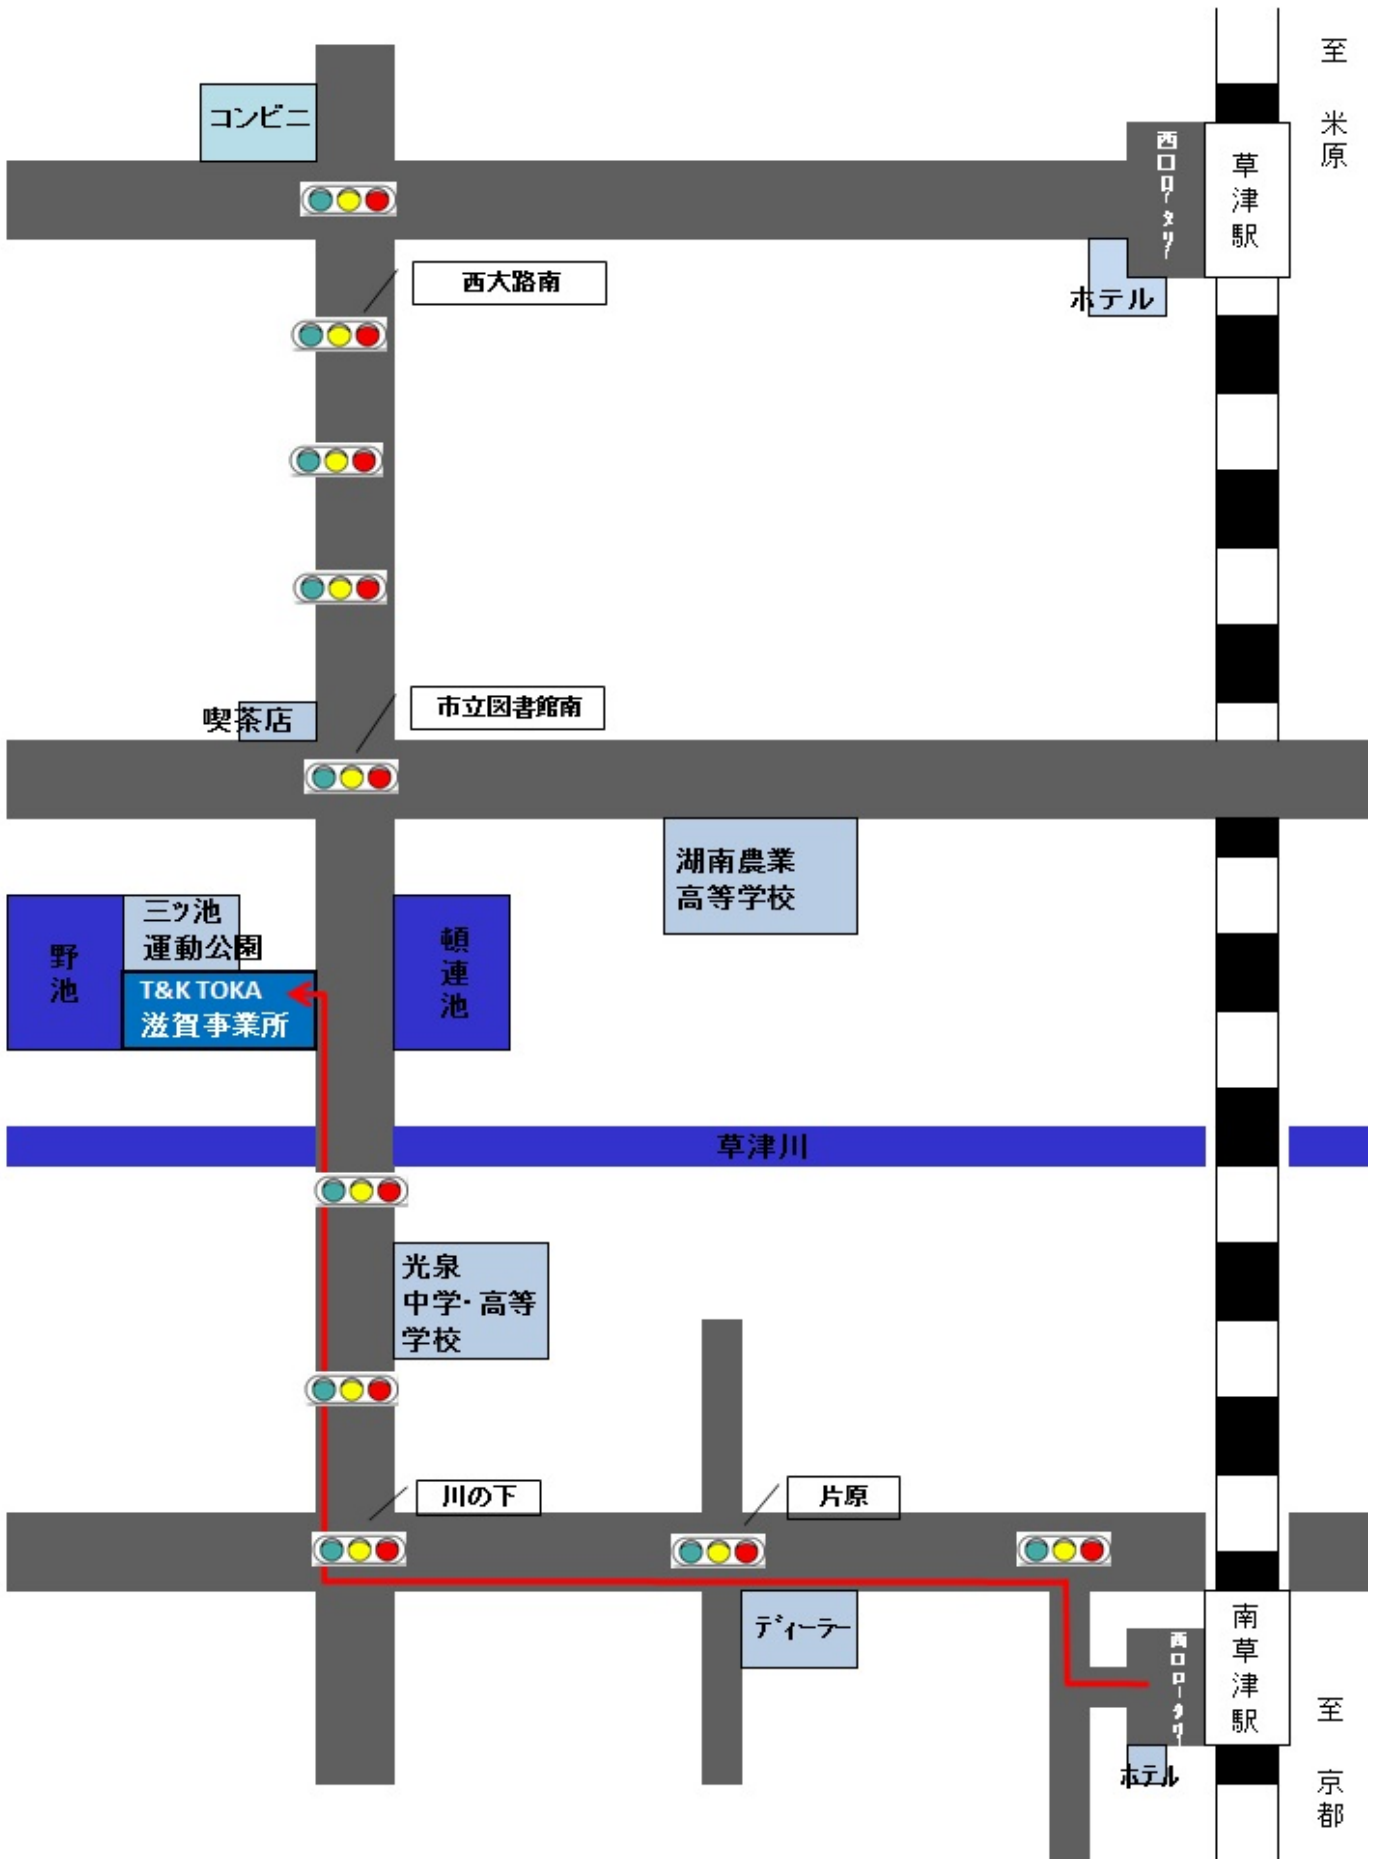 至 米原
コンビニ
西口ロータリー
草津駅
西大路南
ホテル
喫茶店
市立図書館南
湖南農業
高等学校
野池
三ツ池
運動公園
頓連池
T&K TOKA
滋賀事業所
草津川
光泉
中学・高等
学校
川の下
片原
ディーラー
西口ロータリー
南草津駅
ホテル
至 京都